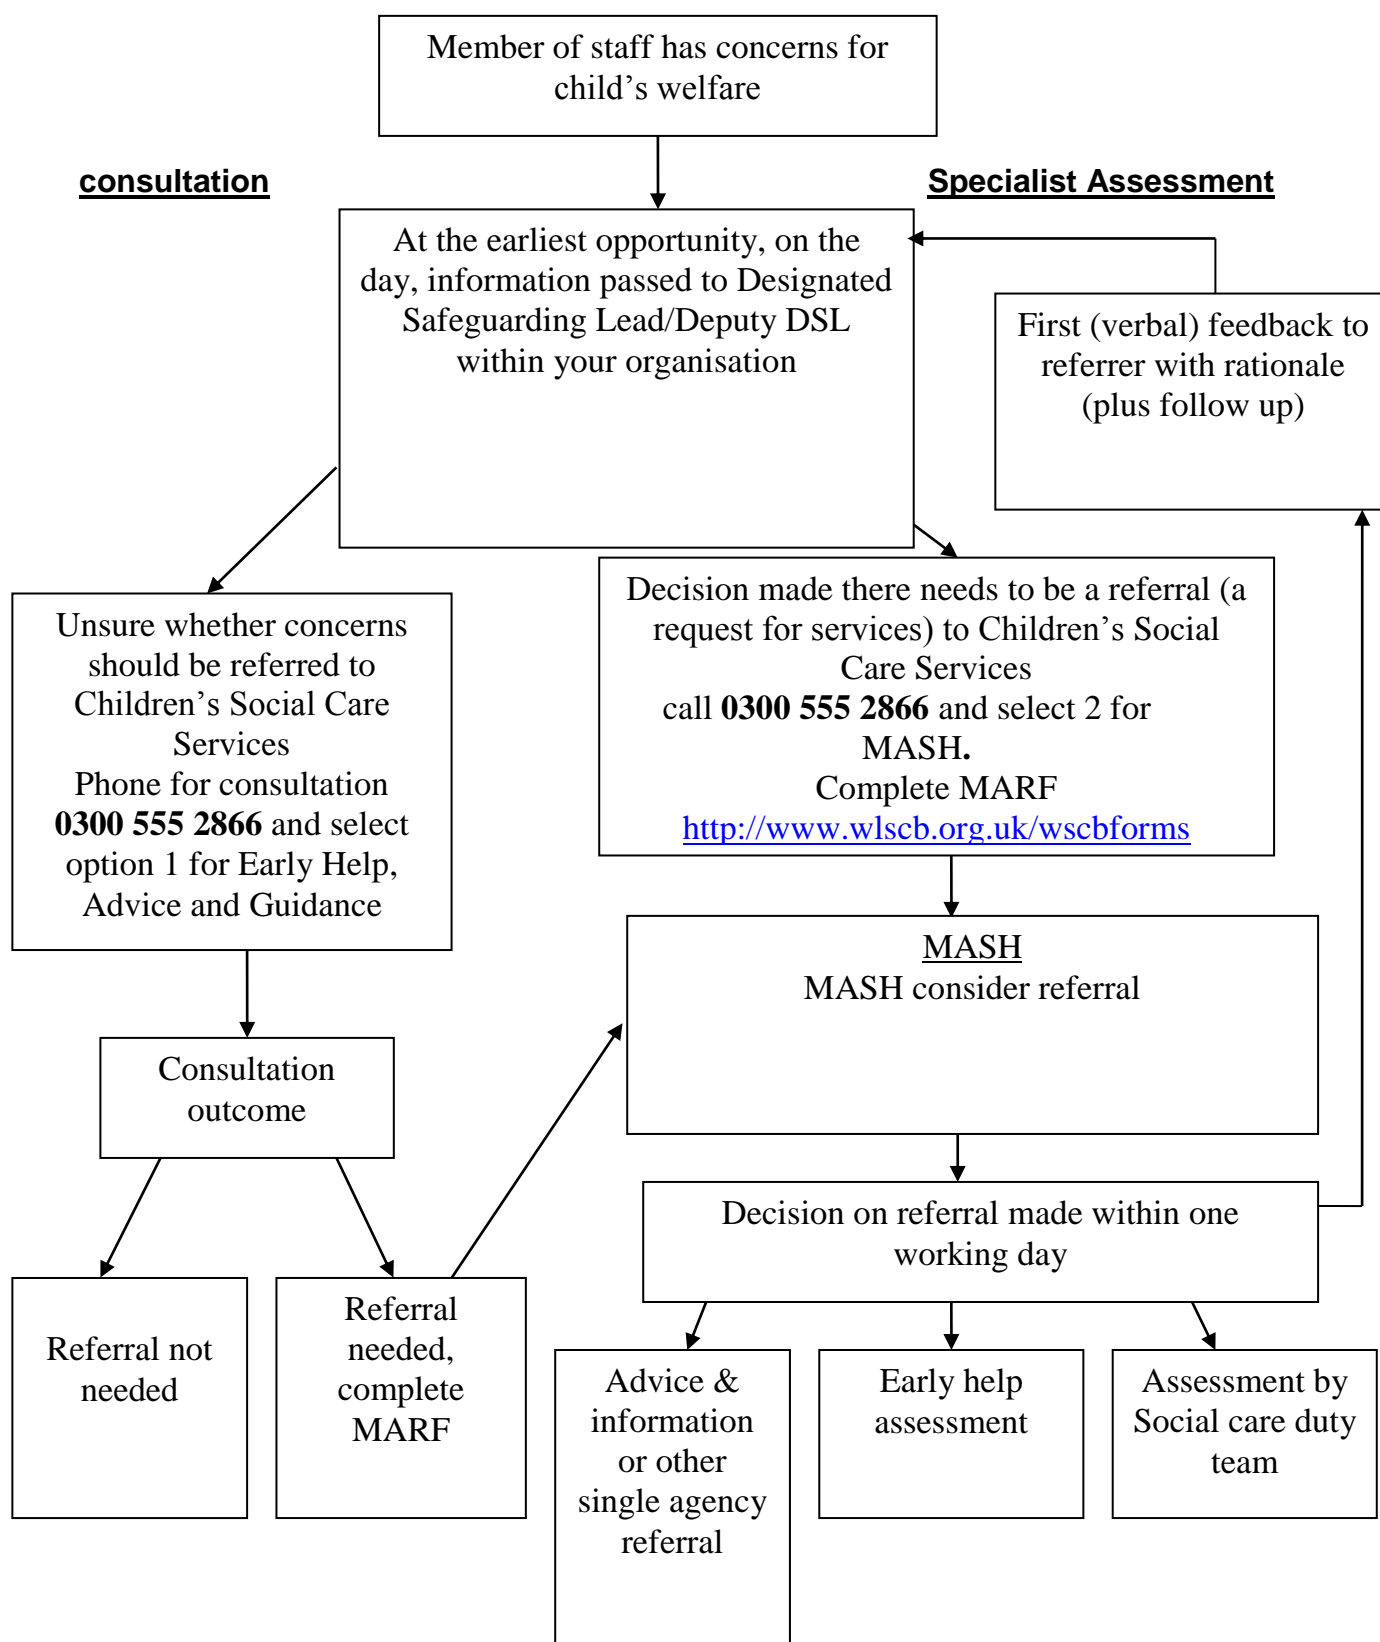 Member of staff has concerns for
child’s welfare
consultation
Specialist Assessment
At the earliest opportunity, on the
day, information passed to Designated
Safeguarding Lead/Deputy DSL
within your organisation
First (verbal) feedback to
referrer with rationale
(plus follow up)
Unsure whether concerns
should be referred to
Children’s Social Care
Services
Phone for consultation
0300 555 2866 and select
option 1 for Early Help,
Advice and Guidance
Decision made there needs to be a referral (a
request for services) to Children’s Social
Care Services
call 0300 555 2866 and select 2 for
MASH.
Complete MARF
http://www.wlscb.org.uk/wscbforms
MASH
MASH consider referral
Consultation
outcome
Decision on referral made within one
working day
Referral not
needed
Referral
needed,
complete
MARF
Advice &
information
or other
single agency
referral
Early help
assessment
Assessment by
Social care duty
team